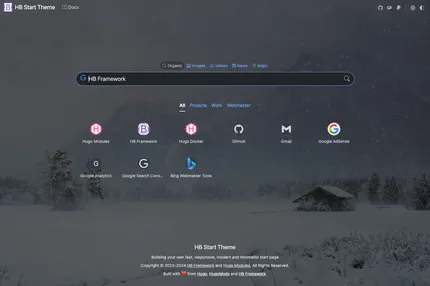 HB Start Theme Docs
Organic Images Videos News Maps
HB Framework
All Projects Work Webmaster
Hugo Modules HB Framework Hugo Docker GitHub Gmail Google AdSense
Google Analytics Google Search Cons... Bing Webmaster Tools
HB Start Theme
Building your own fast, responsive, modern and minimalist start page
Copyright © 2023-2024 HB Framework and Hugo Modules. All Rights Reserved.
Built with ❤️ from Hugo, HugoMods and HB Framework.